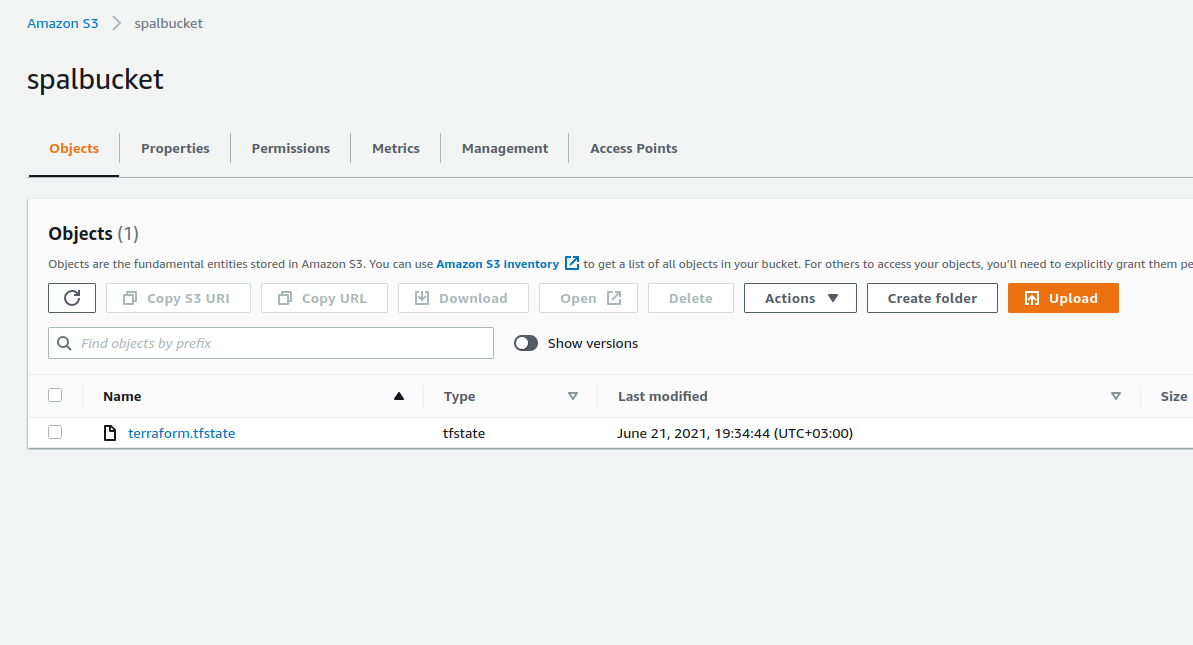 Amazon S3 spalbucket
spalbucket
Objects Properties Permissions Metrics Management Access Points
Objects (1)
Objects are the fundamental entities stored in Amazon S3. You can use Amazon S3 inventory to get a list of all objects in your bucket. For others to access your objects, you'll need to explicitly grant them pe
Copy S3 URI Copy URL Download Open Delete Actions Create folder Upload
Find objects by prefix Show versions
Name Type Last modified Size
terraform.tfstate tfstate June 21, 2021, 19:34:44 (UTC+03:00)